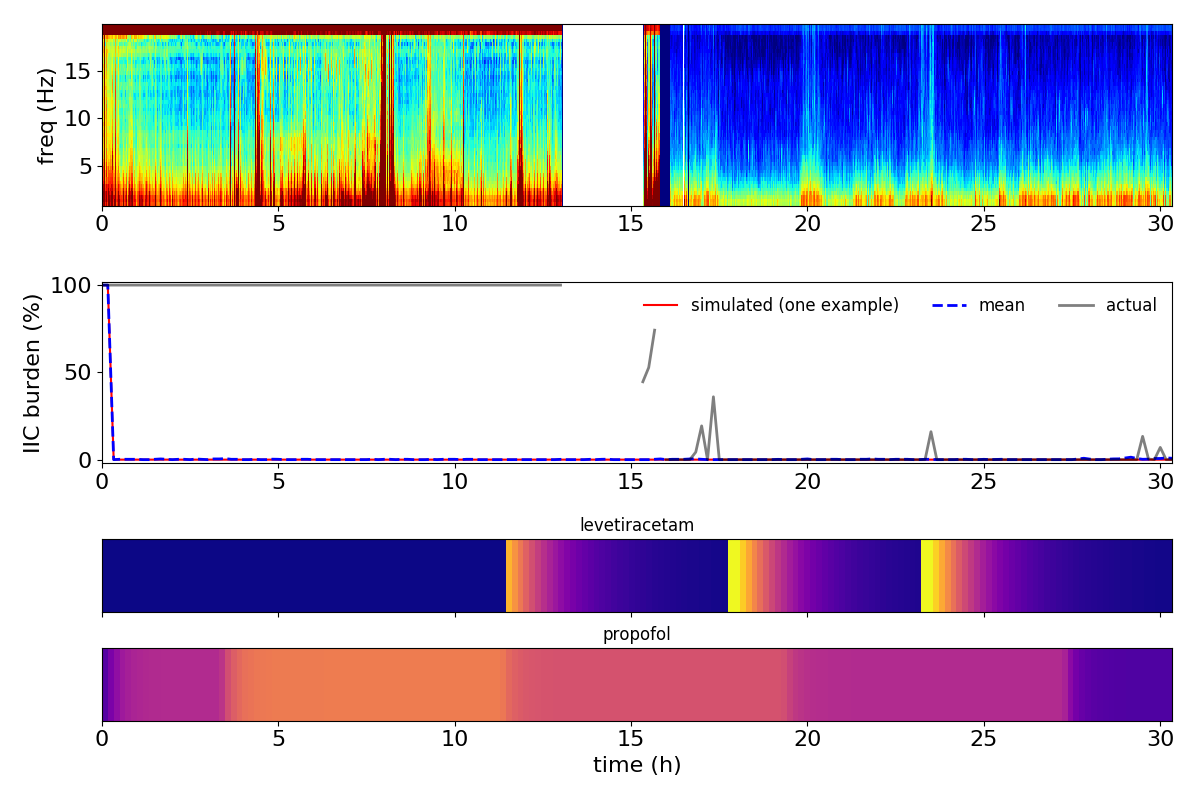 freq (Hz)
15
10
5
0 5 10 15 20 25 30
IIC burden (%)
100
50
0
simulated (one example) mean actual
0 5 10 15 20 25 30
levetiracetam
propofol
0 5 10 15 20 25 30
time (h)